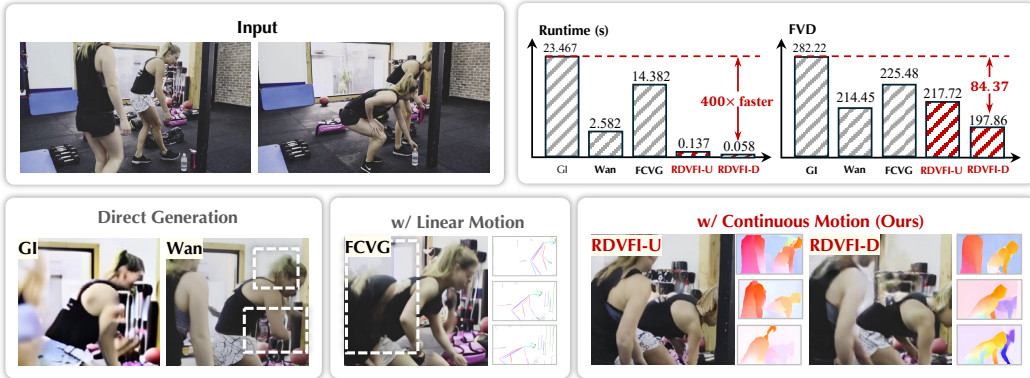 Input
Runtime (s)
23.467
2.582
14.382
0.137
0.058
400× faster
GI
Wan
FCVG
RDVFI-U
RDVFI-D
FVD
282.22
214.45
225.48
217.72
197.86
84.37
GI
Wan
FCVG
RDVFI-U
RDVFI-D
Direct Generation
GI
Wan
w/ Linear Motion
FCVG
w/ Continuous Motion (Ours)
RDVFI-U
RDVFI-D